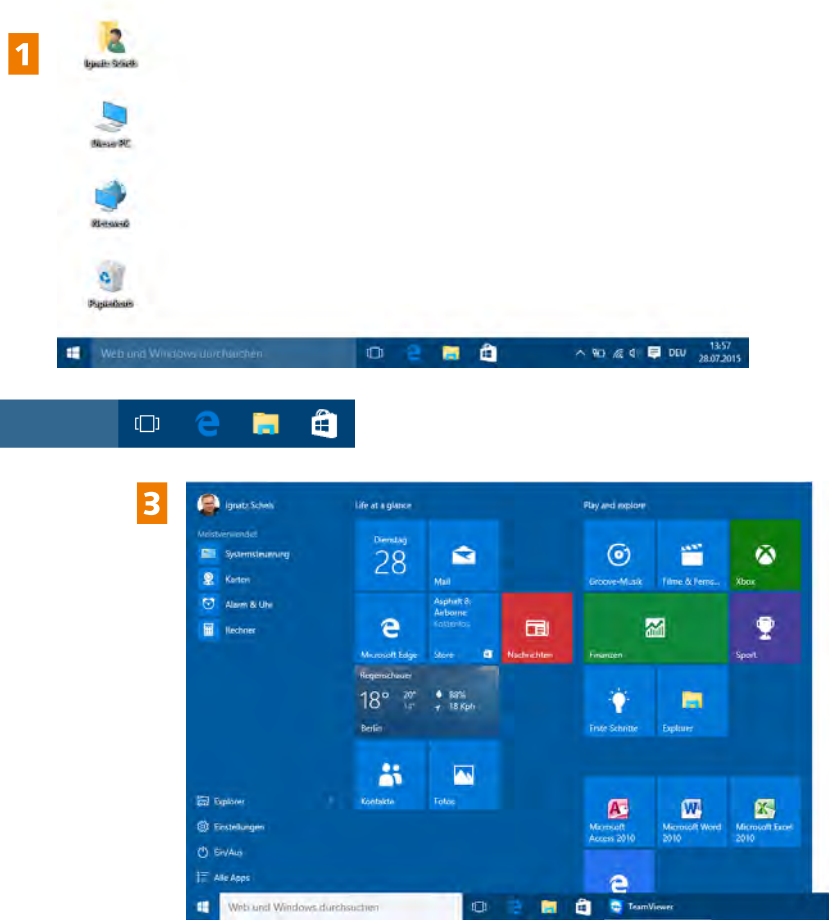 1
Ignatz Schels
Dieser PC
Netzwerk
Papierkorb
Web und Windows durchsuchen
DEU
13:57
28.07.2015
3
Ignatz Schels
Life at a glance
Play and explore
Meistverwendet
Systemsteuerung
Karten
Alarm & Uhr
Rechner
Dienstag
28
Mail
Groove-Musik
Filme & Ferns...
Xbox
Microsoft Edge
Asphalt 8:
Airborne
Kostenlos
Store
Nachrichten
Finanzen
Sport
Regenschauer
18°
20°
88%
18 Kph
Berlin
Erste Schritte
Explorer
Kontakte
Fotos
Microsoft
Access 2010
Microsoft Word
2010
Microsoft Excel
2010
Explorer
Einstellungen
Ein/Aus
Alle Apps
Web und Windows durchsuchen
TeamViewer